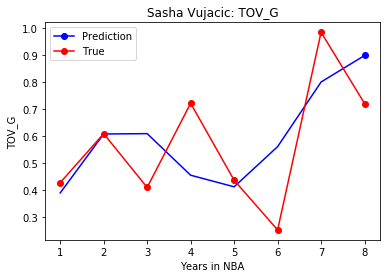 Sasha Vujacic: TOV_G
Prediction
True
1.0
0.9
0.8
0.7
0.6
0.5
0.4
0.3
TOV_G
1 2 3 4 5 6 7 8
Years in NBA